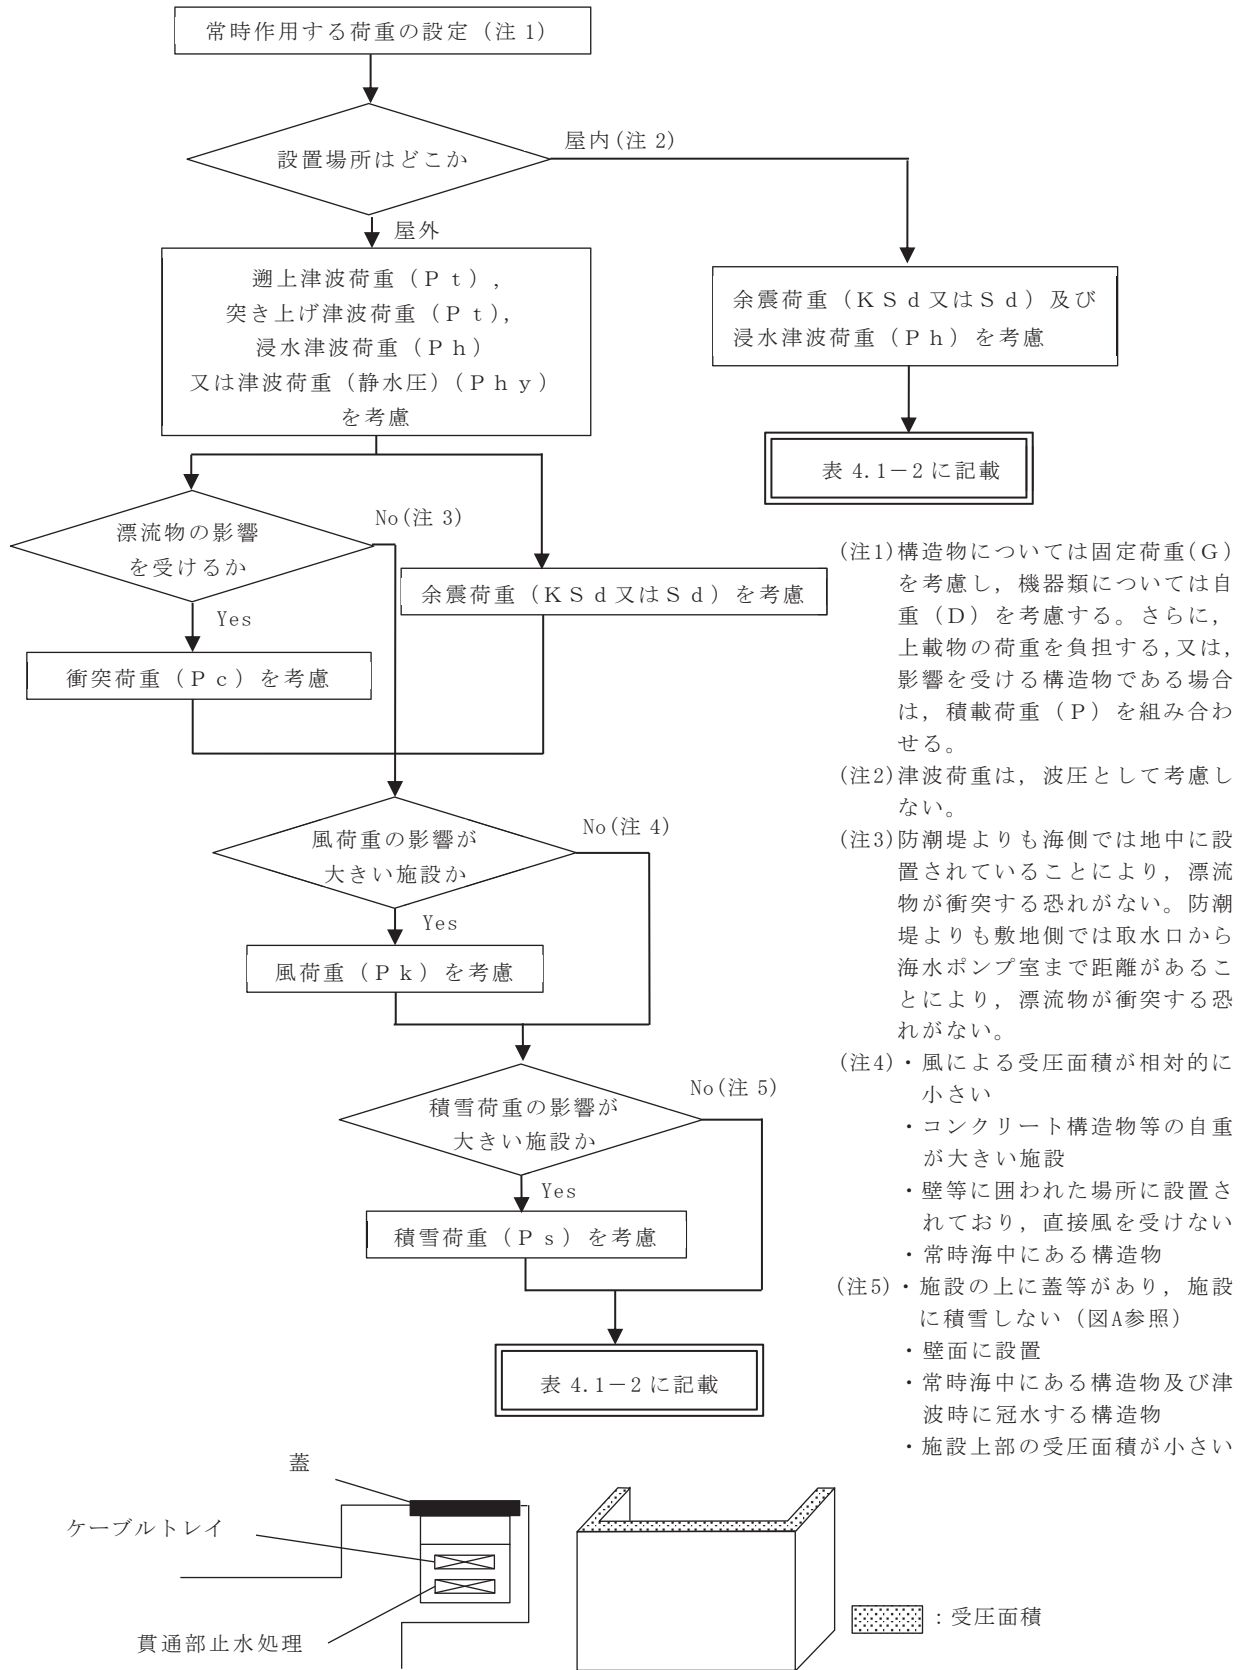 常時作用する荷重の設定（注 1）
設置場所はどこか
屋内(注 2)
屋外
遡上津波荷重（Ｐｔ），
突き上げ津波荷重（Ｐｔ），
浸水津波荷重（Ｐｈ）
又は津波荷重（静水圧）（Ｐｈｙ）
を考慮
余震荷重（ＫＳｄ又はＳｄ）及び
浸水津波荷重（Ｐｈ）を考慮
表 4.1－2 に記載
漂流物の影響
を受けるか
No(注 3)
Yes
余震荷重（ＫＳｄ又はＳｄ）を考慮
衝突荷重（Ｐｃ）を考慮
風荷重の影響が
大きい施設か
No(注 4)
Yes
風荷重（Ｐｋ）を考慮
積雪荷重の影響が
大きい施設か
No(注 5)
Yes
積雪荷重（Ｐｓ）を考慮
表 4.1－2 に記載
(注1)構造物については固定荷重(Ｇ)
を考慮し，機器類については自
重（Ｄ）を考慮する。さらに，
上載物の荷重を負担する,又は,
影響を受ける構造物である場合
は，積載荷重（Ｐ）を組み合わ
せる。
(注2)津波荷重は，波圧として考慮し
ない。
(注3)防潮堤よりも海側では地中に設
置されていることにより，漂流
物が衝突する恐れがない。防潮
堤よりも敷地側では取水口から
海水ポンプ室まで距離があるこ
とにより，漂流物が衝突する恐
れがない。
(注4)・風による受圧面積が相対的に
小さい
・コンクリート構造物等の自重
が大きい施設
・壁等に囲われた場所に設置さ
れており，直接風を受けない
・常時海中にある構造物
(注5)・施設の上に蓋等があり，施設
に積雪しない（図A参照）
・壁面に設置
・常時海中にある構造物及び津
波時に冠水する構造物
・施設上部の受圧面積が小さい
蓋
ケーブルトレイ
貫通部止水処理
：受圧面積